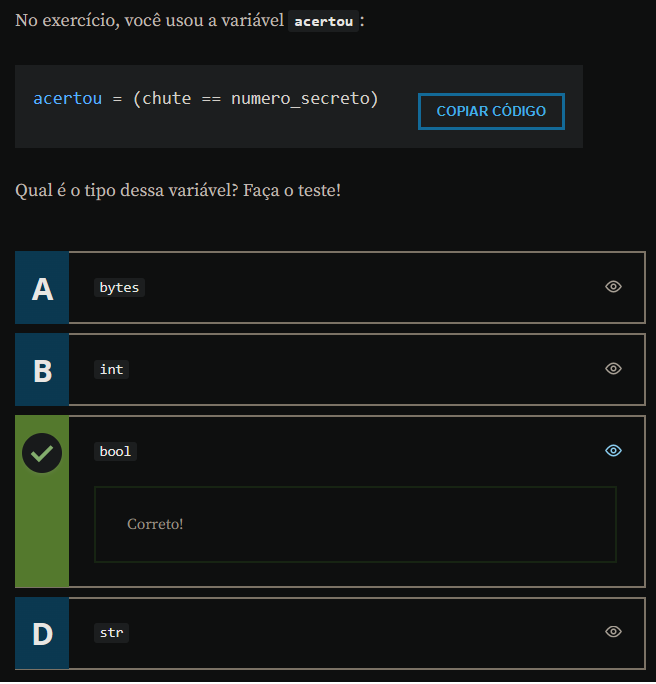 No exercício, você usou a variável acertou:
acertou = (chute == numero_secreto)
COPIAR CÓDIGO
Qual é o tipo dessa variável? Faça o teste!
A bytes
B int
bool
Correto!
D str